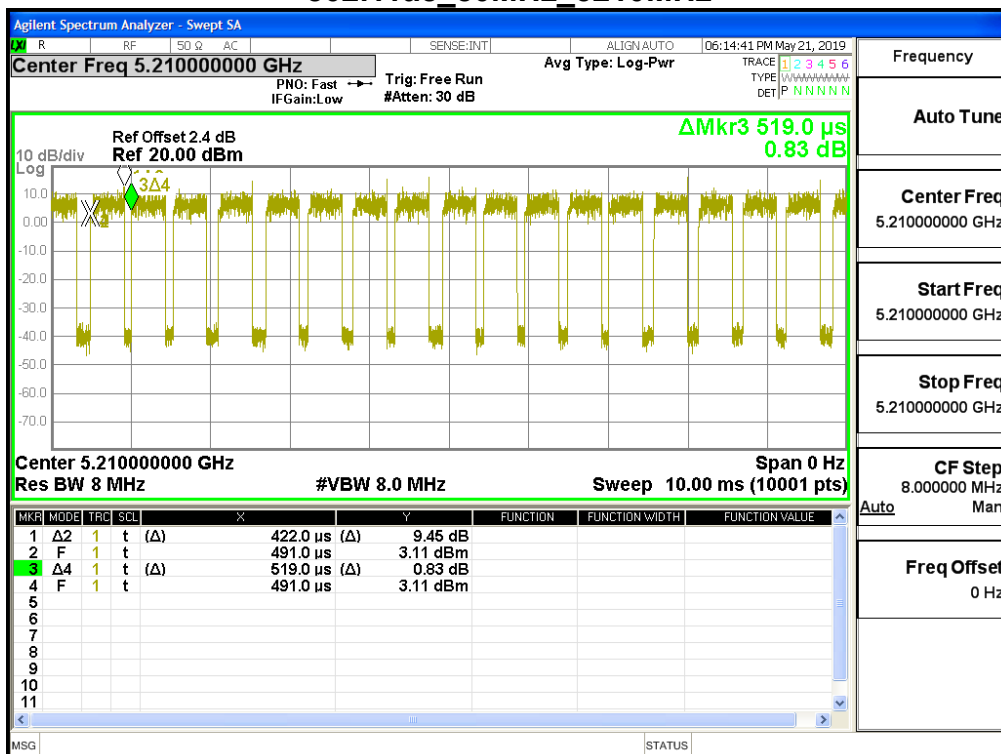 Agilent Spectrum Analyzer - Swept SA
LXI R RF 50 Ω AC SENSE:INT ALIGN AUTO 06:14:41 PM May 21, 2019
Center Freq 5.210000000 GHz
PNO: Fast
IFGain:Low
Trig: Free Run
#Atten: 30 dB
Avg Type: Log-Pwr
TRACE 1 2 3 4 5 6
TYPE
DET P N N N N N
ΔMkr3 519.0 µs
0.83 dB
Ref Offset 2.4 dB
10 dB/div Ref 20.00 dBm
Log
3Δ4
10.0
0.00
-10.0
-20.0
-30.0
-40.0
-50.0
-60.0
-70.0
Center 5.210000000 GHz Span 0 Hz
Res BW 8 MHz #VBW 8.0 MHz Sweep 10.00 ms (10001 pts)
MKR MODE TRC SCL X Y FUNCTION FUNCTION WIDTH FUNCTION VALUE
1 Δ2 1 t (Δ) 422.0 µs (Δ) 9.45 dB
2 F 1 t 491.0 µs 3.11 dBm
3 Δ4 1 t (Δ) 519.0 µs (Δ) 0.83 dB
4 F 1 t 491.0 µs 3.11 dBm
5
6
7
8
9
10
11
MSG STATUS
Frequency
Auto Tune
Center Freq
5.210000000 GHz
Start Freq
5.210000000 GHz
Stop Freq
5.210000000 GHz
CF Step
8.000000 MHz
Auto Man
Freq Offset
0 Hz